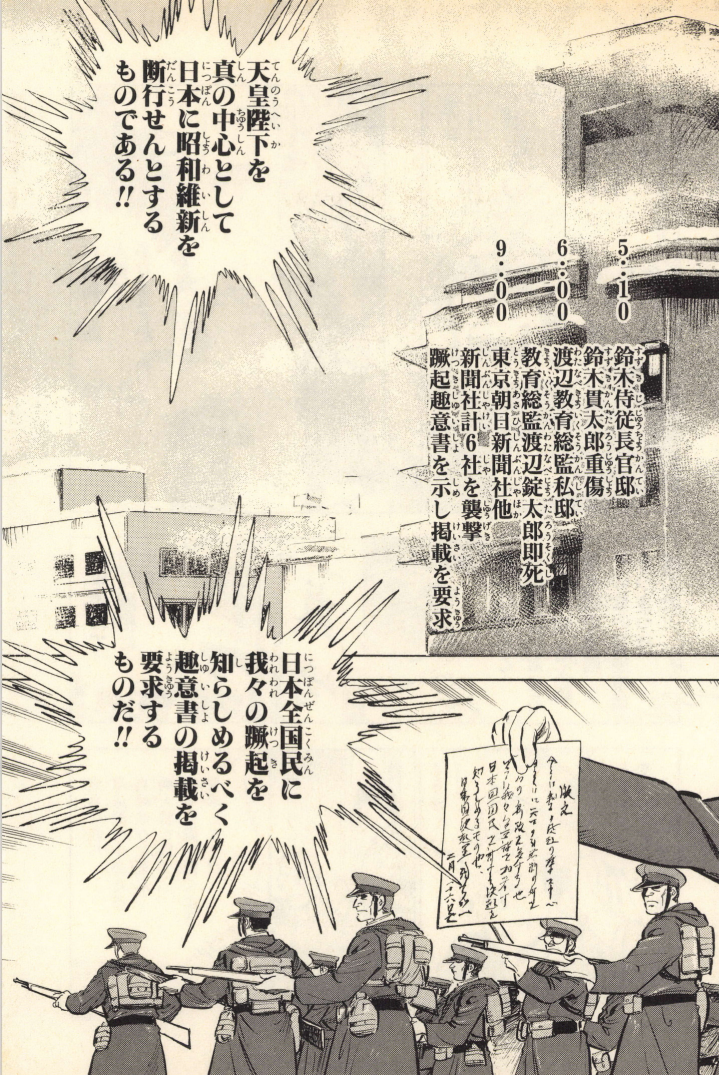 5：10
鈴木侍従長官邸
鈴木貫太郎重傷
6：00
渡辺教育総監私邸
教育総監渡辺錠太郎即死
9：00
東京朝日新聞社他
新聞社計6社を襲撃
蹶起趣意書を示し掲載を要求
天皇陛下を
真の中心として
日本に昭和維新を
断行せんとする
ものである!!
日本全国民に
我々の蹶起を
知らしめるべく
趣意書の掲載を
要求する
ものだ!!